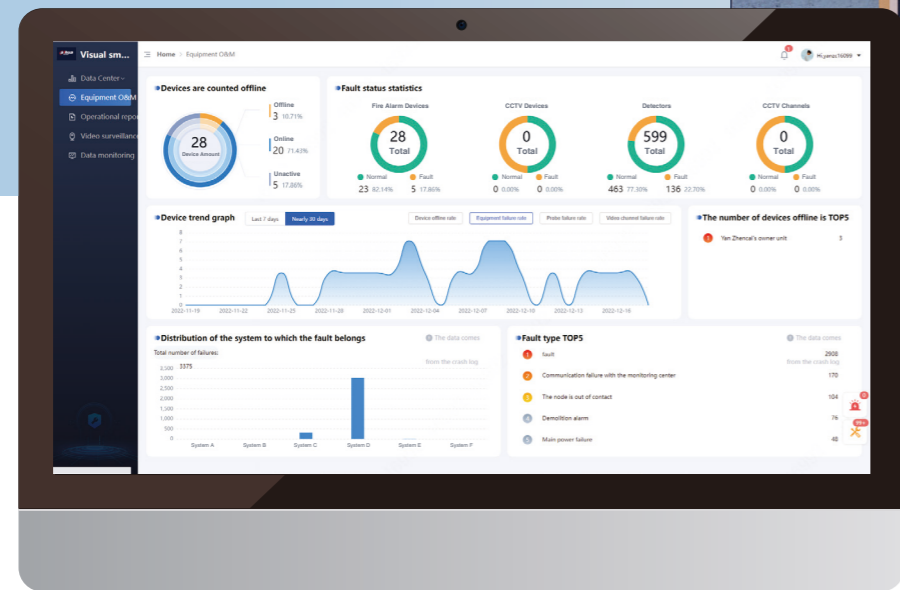 Visual sm...
Home / Equipment O&M
Data Center
Equipment O&M
Operational repor
Video surveillance
Data monitoring
Devices are counted offline
28
Device Amount
Offline
3 10.71%
Online
20 71.43%
Unactive
5 17.86%
Fault status statistics
Fire Alarm Devices
28
Total
Normal Fault
23 82.14% 5 17.86%
CCTV Devices
0
Total
Normal Fault
0 0.00% 0 0.00%
Detectors
599
Total
Normal Fault
463 77.30% 136 22.70%
CCTV Channels
0
Total
Normal Fault
0 0.00% 0 0.00%
Device trend graph
Last 7 days Nearly 30 days
Device offline rate Equipment failure rate Probe failure rate Video channel failure rate
8
7
6
5
4
3
2
1
0
2022-11-19 2022-11-22 2022-11-25 2022-11-28 2022-12-01 2022-12-04 2022-12-07 2022-12-10 2022-12-13 2022-12-16
The number of devices offline is TOP5
1 Yan Zhencai's owner unit 3
Distribution of the system to which the fault belongs
The data comes
from the crash log
Total number of failures:
3375
3,500
3,000
2,500
2,000
1,500
1,000
500
0
System A System B System C System D System E System F
Fault type TOP5
The data comes
from the crash log
1 fault 2908
2 Communication failure with the monitoring center 170
3 The node is out of contact 104
4 Demolition alarm 76
5 Main power failure 48
0
99+